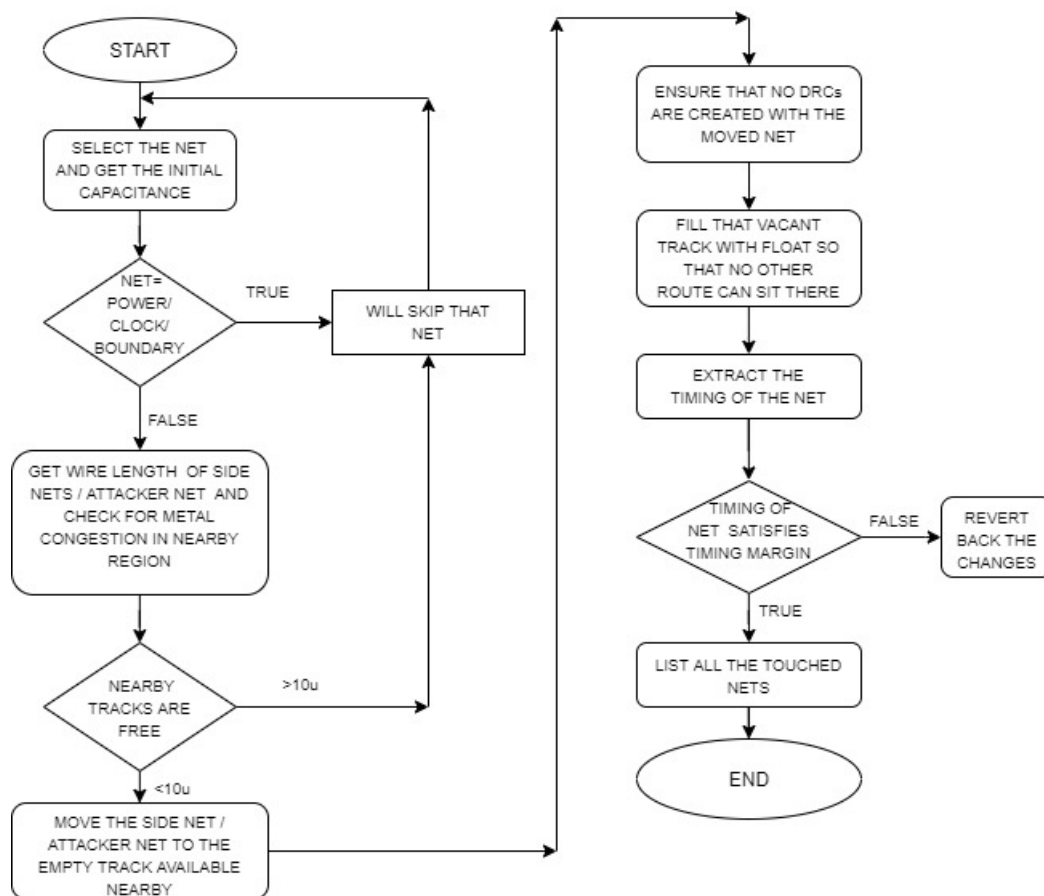 START
SELECT THE NET
AND GET THE INITIAL
CAPACITANCE
NET=
POWER/
CLOCK/
BOUNDARY
TRUE
WILL SKIP THAT
NET
FALSE
GET WIRE LENGTH OF SIDE
NETS / ATTACKER NET AND
CHECK FOR METAL
CONGESTION IN NEARBY
REGION
NEARBY
TRACKS ARE
FREE
>10u
<10u
MOVE THE SIDE NET /
ATTACKER NET TO THE
EMPTY TRACK AVAILABLE
NEARBY
ENSURE THAT NO DRCs
ARE CREATED WITH THE
MOVED NET
FILL THAT VACANT
TRACK WITH FLOAT SO
THAT NO OTHER
ROUTE CAN SIT THERE
EXTRACT THE
TIMING OF THE NET
TIMING OF
NET SATISFIES
TIMING MARGIN
FALSE
REVERT
BACK THE
CHANGES
TRUE
LIST ALL THE TOUCHED
NETS
END